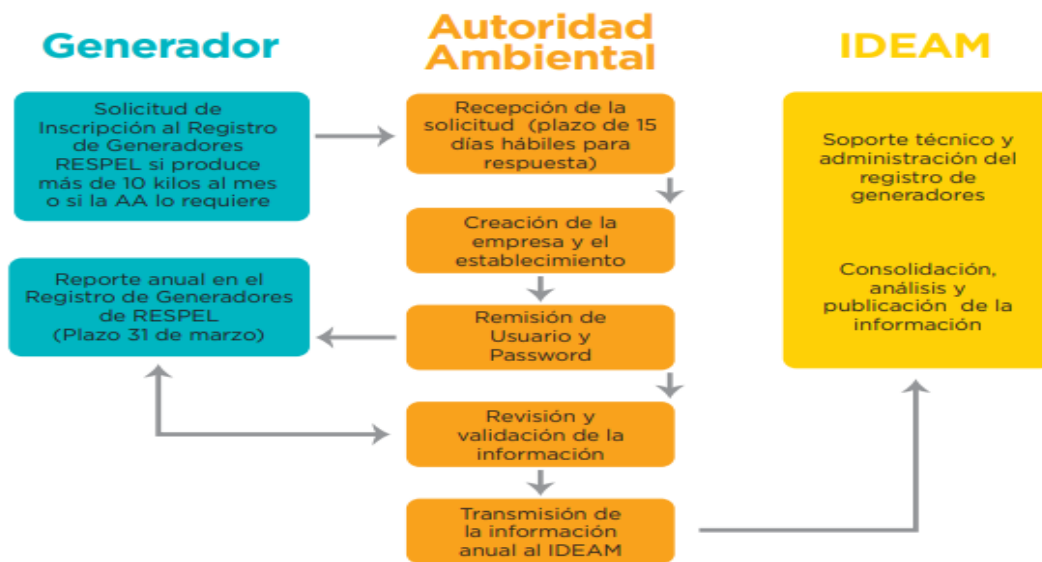 Generador
Solicitud de
Inscripción al Registro
de Generadores
RESPEL si produce
más de 10 kilos al mes
o si la AA lo requiere
Reporte anual en el
Registro de Generadores
de RESPEL
(Plazo 31 de marzo)
Autoridad
Ambiental
Recepción de la
solicitud (plazo de 15
días hábiles para
respuesta)
Creación de la
empresa y el
establecimiento
Remisión de
Usuario y
Password
Revisión y
validación de la
información
Transmisión de
la información
anual al IDEAM
IDEAM
Soporte técnico y
administración del
registro de
generadores
Consolidación,
análisis y
publicación de la
información